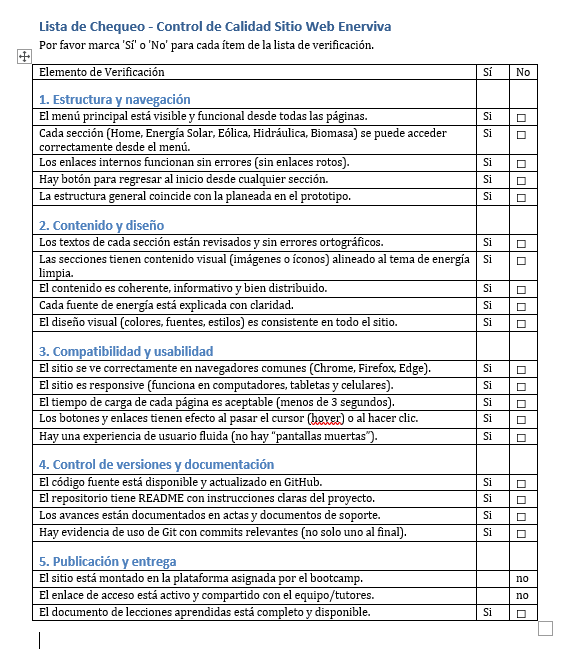 Lista de Chequeo - Control de Calidad Sitio Web Enerviva
Por favor marca 'Sí' o 'No' para cada ítem de la lista de verificación.
Elemento de Verificación Sí No
1. Estructura y navegación
El menú principal está visible y funcional desde todas las páginas. Si ☐
Cada sección (Home, Energía Solar, Eólica, Hidráulica, Biomasa) se puede acceder Si ☐
correctamente desde el menú.
Los enlaces internos funcionan sin errores (sin enlaces rotos). Si ☐
Hay botón para regresar al inicio desde cualquier sección. Si ☐
La estructura general coincide con la planeada en el prototipo. Si ☐
2. Contenido y diseño
Los textos de cada sección están revisados y sin errores ortográficos. Si ☐
Las secciones tienen contenido visual (imágenes o íconos) alineado al tema de energía Si ☐
limpia.
El contenido es coherente, informativo y bien distribuido. Si ☐
Cada fuente de energía está explicada con claridad. Si ☐
El diseño visual (colores, fuentes, estilos) es consistente en todo el sitio. Si ☐
3. Compatibilidad y usabilidad
El sitio se ve correctamente en navegadores comunes (Chrome, Firefox, Edge). Si ☐
El sitio es responsive (funciona en computadores, tabletas y celulares). Si ☐
El tiempo de carga de cada página es aceptable (menos de 3 segundos). Si ☐
Los botones y enlaces tienen efecto al pasar el cursor (hover) o al hacer clic. Si ☐
Hay una experiencia de usuario fluida (no hay “pantallas muertas”). Si ☐
4. Control de versiones y documentación
El código fuente está disponible y actualizado en GitHub. Si ☐
El repositorio tiene README con instrucciones claras del proyecto. Si ☐
Los avances están documentados en actas y documentos de soporte. Si ☐
Hay evidencia de uso de Git con commits relevantes (no solo uno al final). Si ☐
5. Publicación y entrega
El sitio está montado en la plataforma asignada por el bootcamp. no
El enlace de acceso está activo y compartido con el equipo/tutores. no
El documento de lecciones aprendidas está completo y disponible. Si ☐